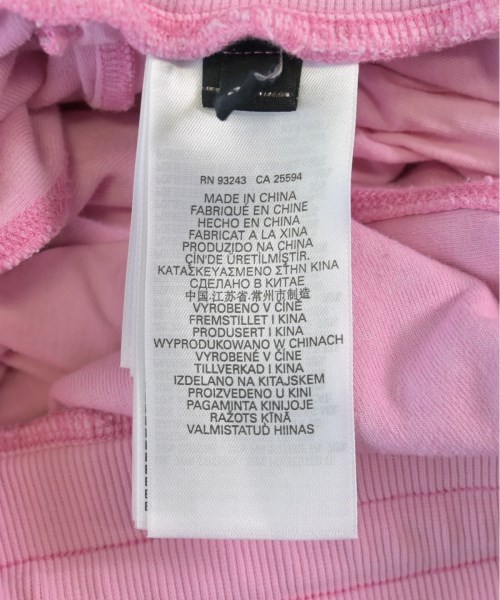 RN 93243 CA 25594
MADE IN CHINA
FABRIQUÉ EN CHINE
HECHO EN CHINA
FABRICAT A LA XINA
PRODUZIDO NA CHINA
ÇİN'DE ÜRETİLMİŞTİR.
ΚΑΤΑΣΚΕΥΑΣΜΕΝΟ ΣΤΗΝ ΚΙΝΑ
СДЕЛАНО В КИТАЕ
中国.江苏省.常州市制造
VYROBENO V ČÍNĚ
FREMSTILLET I KINA
PRODUSERT I KINA
WYPRODUKOWANO W CHINACH
VYROBENÉ V ČÍNE
TILLVERKAD I KINA
IZDELANO NA KITAJSKEM
PROIZVEDENO U KINI
PAGAMINTA KINIJOJE
RAŽOTS ĶĪNĀ
VALMISTATUD HIINAS